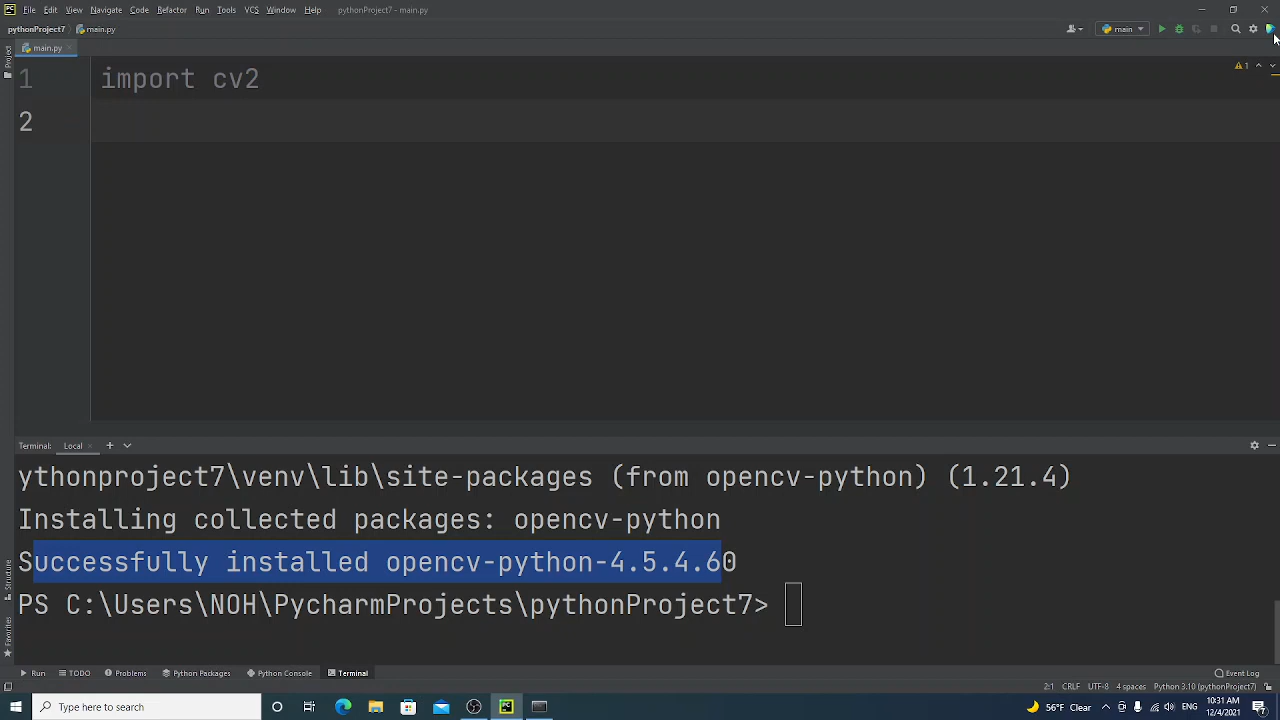 File Edit View Navigate Code Refactor Run Tools VCS Window Help pythonProject7 - main.py
pythonProject7 main.py main
main.py
1 import cv2
1
2
Terminal: Local
ythonproject7\venv\lib\site-packages (from opencv-python) (1.21.4)
Installing collected packages: opencv-python
Successfully installed opencv-python-4.5.4.60
PS C:\Users\NOH\PycharmProjects\pythonProject7>
Structure
Favorites
Run TODO Problems Python Packages Python Console Terminal Event Log
2:1 CRLF UTF-8 4 spaces Python 3.10 (pythonProject7)
Type here to search 56°F Clear 10:31 AM
12/4/2021